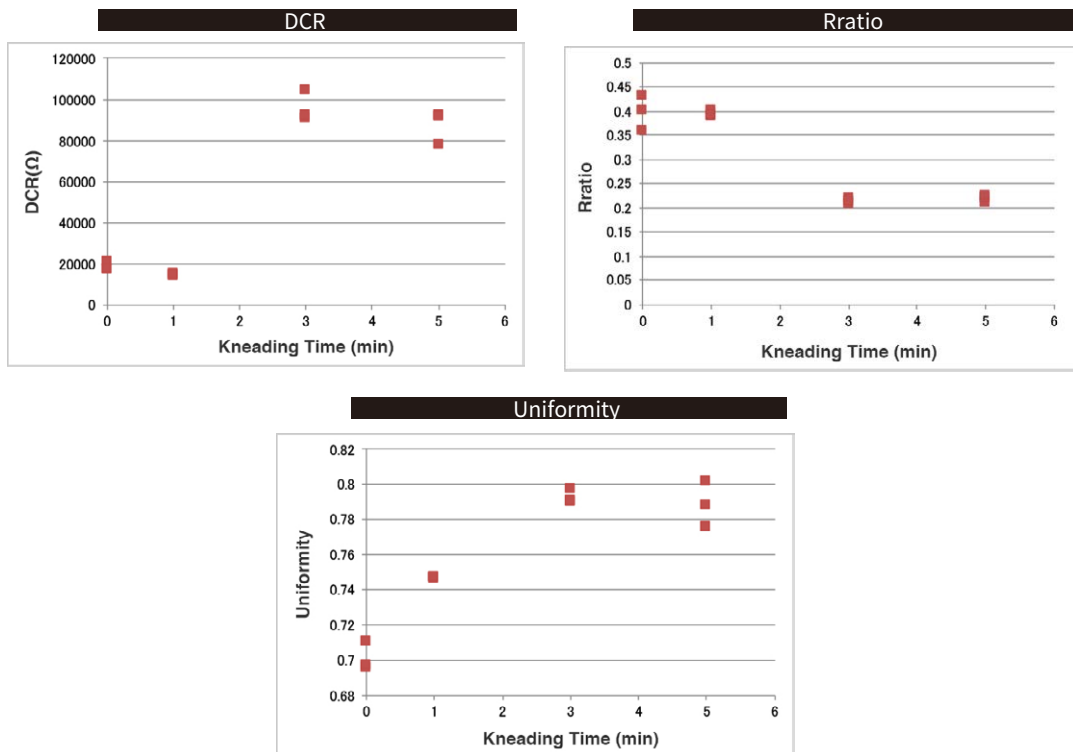 DCR
120000
100000
80000
60000
40000
20000
0
DCR(Ω)
0 1 2 3 4 5 6
Kneading Time (min)
Rratio
0.5
0.45
0.4
0.35
0.3
0.25
0.2
0.15
0.1
0.05
0
Rratio
0 1 2 3 4 5 6
Kneading Time (min)
Uniformity
0.82
0.8
0.78
0.76
0.74
0.72
0.7
0.68
Uniformity
0 1 2 3 4 5 6
Kneading Time (min)